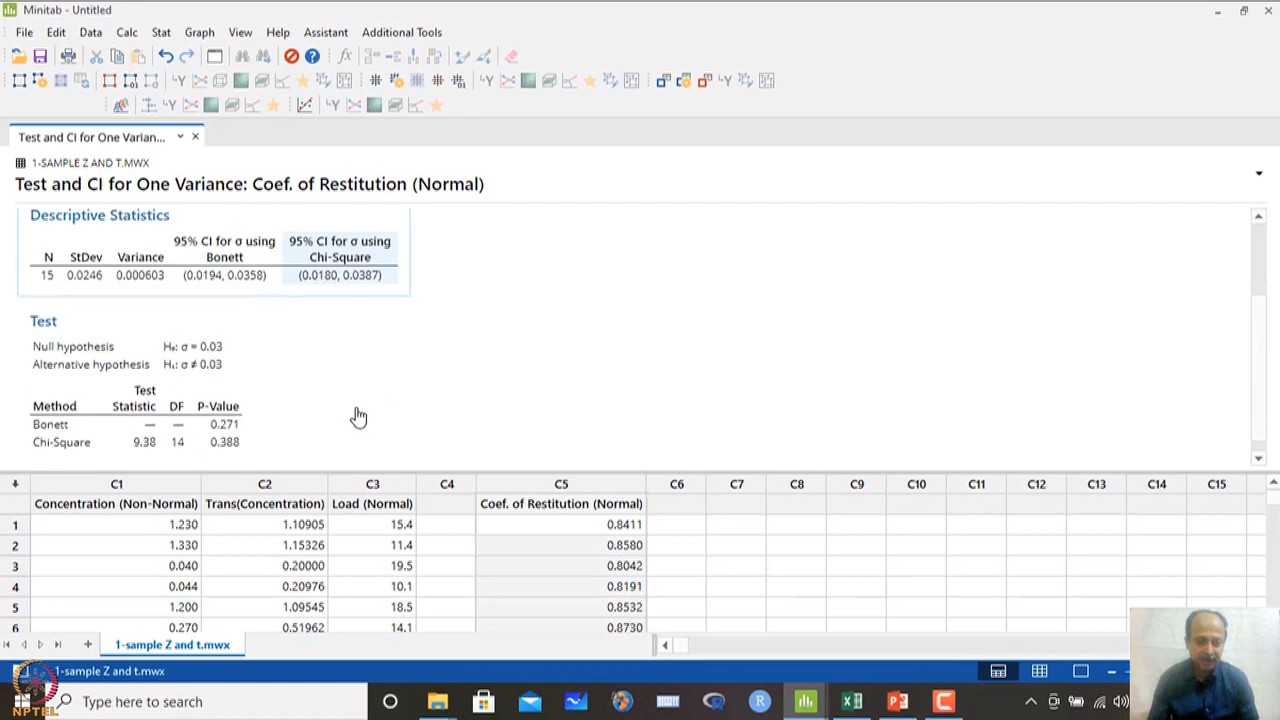 Minitab - Untitled
File Edit Data Calc Stat Graph View Help Assistant Additional Tools
Test and CI for One Varian...
1-SAMPLE Z AND T.MWX
Test and CI for One Variance: Coef. of Restitution (Normal)
Descriptive Statistics
95% CI for σ using 95% CI for σ using
N StDev Variance Bonett Chi-Square
15 0.0246 0.000603 (0.0194, 0.0358) (0.0180, 0.0387)
Test
Null hypothesis H₀: σ = 0.03
Alternative hypothesis H₁: σ ≠ 0.03
Test
Method Statistic DF P-Value
Bonett — — 0.271
Chi-Square 9.38 14 0.388
C1 C2 C3 C4 C5 C6 C7 C8 C9 C10 C11 C12 C13 C14 C15
Concentration (Non-Normal) Trans(Concentration) Load (Normal) Coef. of Restitution (Normal)
1 1.230 1.10905 15.4 0.8411
2 1.330 1.15326 11.4 0.8580
3 0.040 0.20000 19.5 0.8042
4 0.044 0.20976 10.1 0.8191
5 1.200 1.09545 18.5 0.8532
6 0.270 0.51962 14.1 0.8730
1-sample Z and t.mwx
1-sample Z and t.mwx
Type here to search
NPTEL